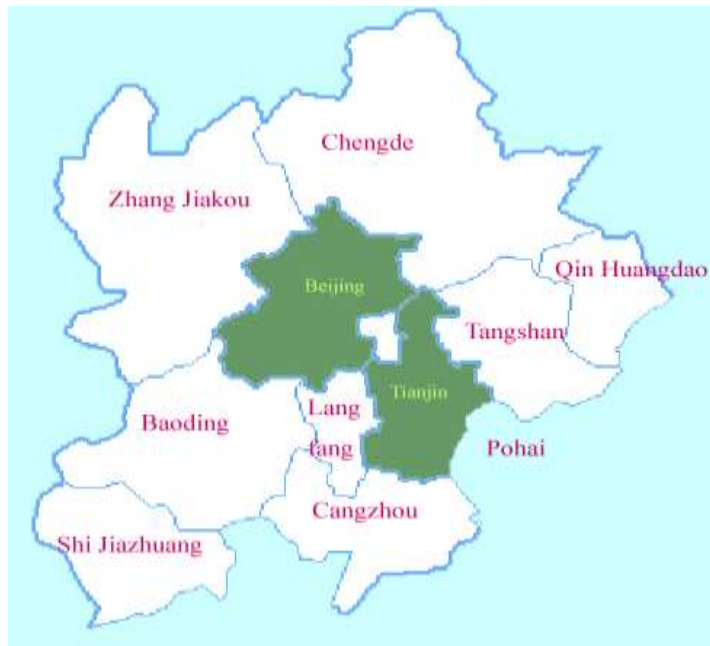 Chengde
Zhang Jiakou
Qin Huangdao
Beijing
Tangshan
Tianjin
Lang
fang
Baoding
Pohai
Cangzhou
Shi Jiazhuang